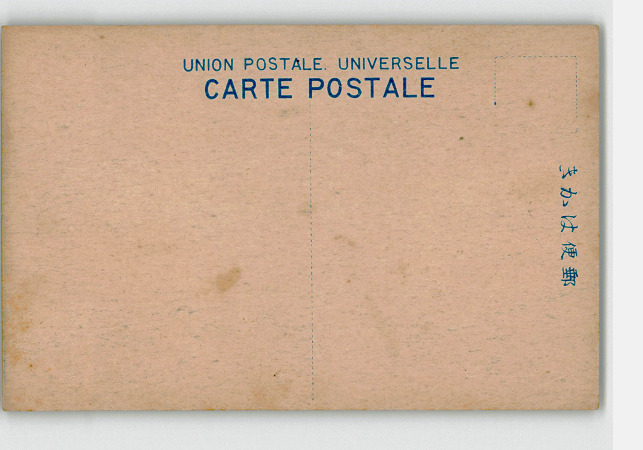 UNION POSTALE. UNIVERSELLE
CARTE POSTALE
きかは便郵